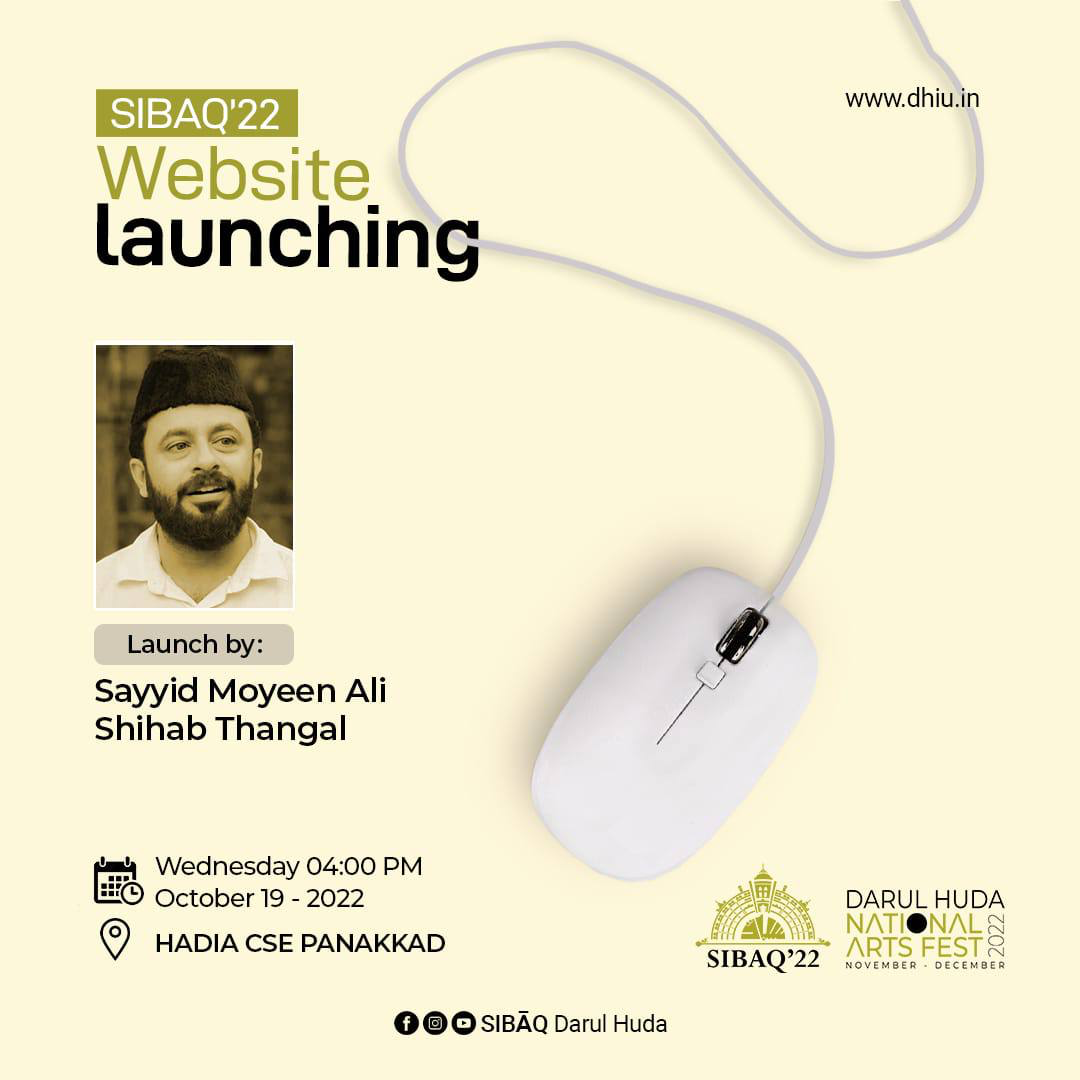 www.dhiu.in
SIBAQ'22
Website
launching
Launch by:
Sayyid Moyeen Ali
Shihab Thangal
Wednesday 04:00 PM
October 19 - 2022
HADIA CSE PANAKKAD
SIBAQ'22
DARUL HUDA
NATIONAL
ARTS FEST
2022
NOVEMBER - DECEMBER
SIBĀQ Darul Huda